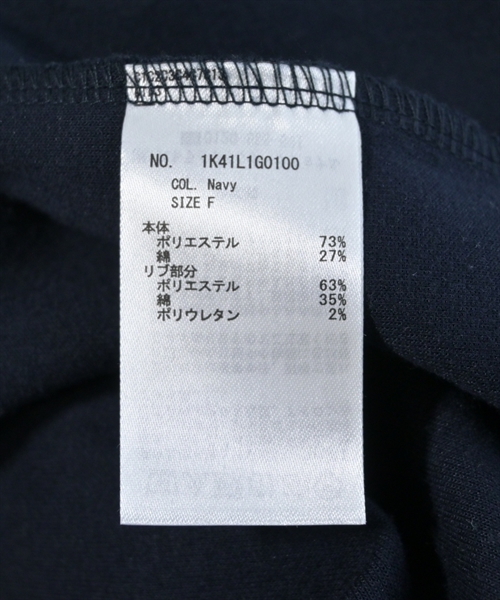 NO. 1K41L1G0100
COL. Navy
SIZE F
本体
ポリエステル 73%
綿 27%
リブ部分
ポリエステル 63%
綿 35%
ポリウレタン 2%